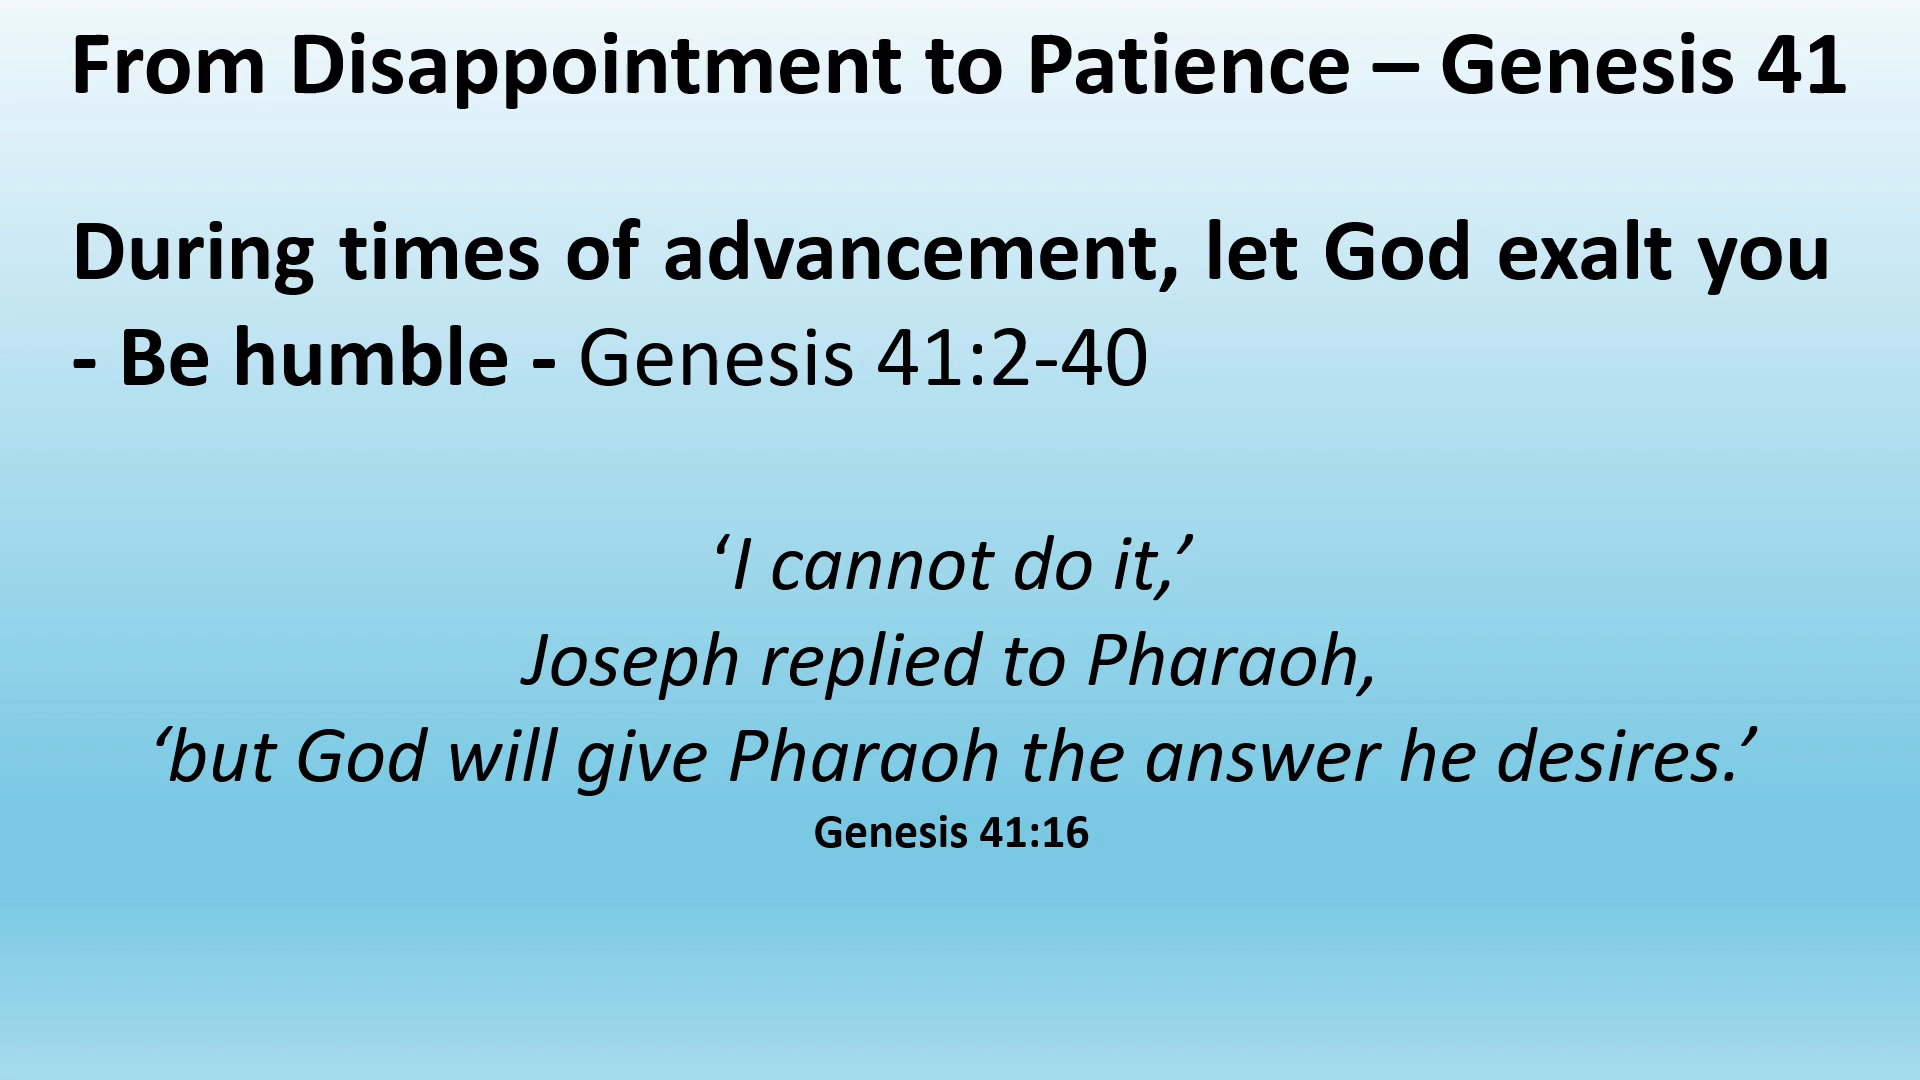 From Disappointment to Patience – Genesis 41
During times of advancement, let God exalt you
- Be humble - Genesis 41:2-40
‘I cannot do it,’
Joseph replied to Pharaoh,
‘but God will give Pharaoh the answer he desires.’
Genesis 41:16